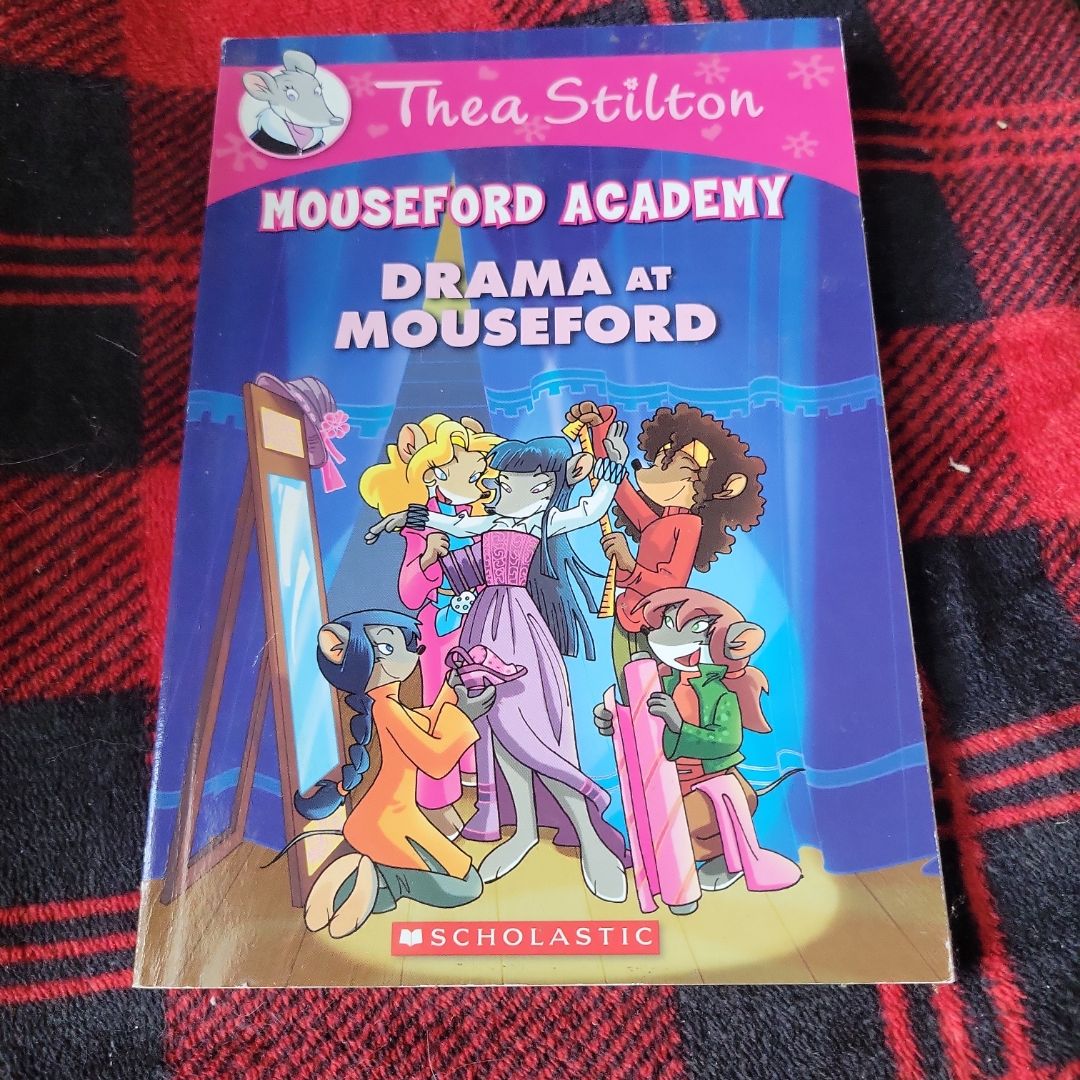 Thea Stilton
MOUSEFORD ACADEMY
DRAMA AT
MOUSEFORD
SCHOLASTIC